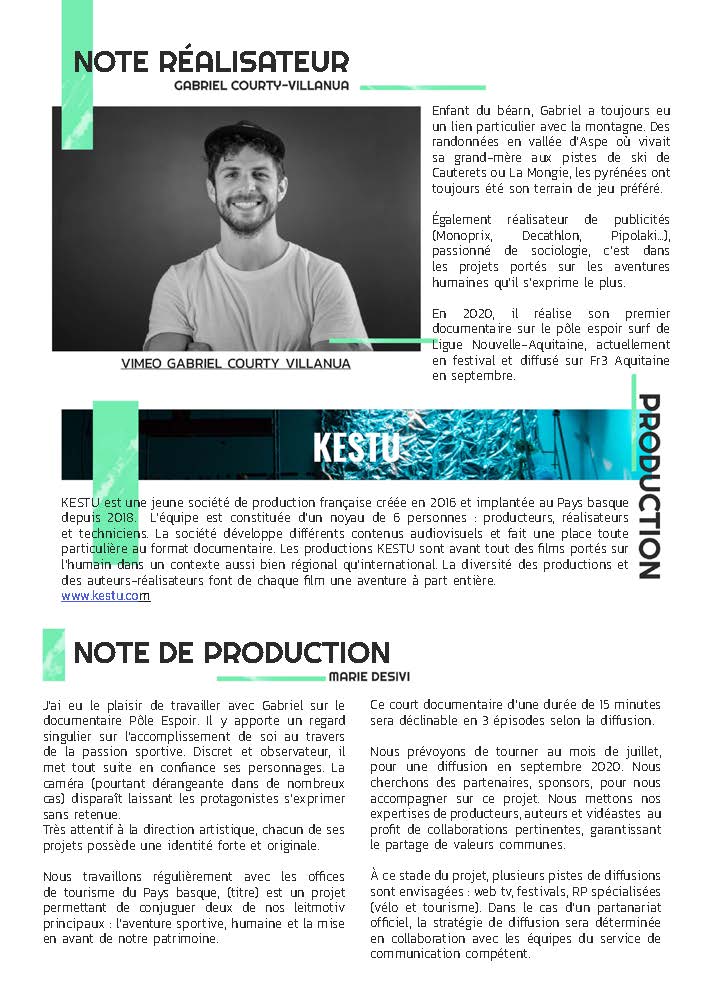 NOTE RÉALISATEUR
GABRIEL COURTY-VILLANUA
Enfant du béarn, Gabriel a toujours eu
un lien particulier avec la montagne. Des
randonnées en vallée d'Aspe où vivait
sa grand-mère aux pistes de ski de
Cauterets ou La Mongie, les pyrénées ont
toujours été son terrain de jeu préféré.
Également réalisateur de publicités
(Monoprix, Decathlon, Pipolaki...),
passionné de sociologie, c'est dans
les projets portés sur les aventures
humaines qu'il s'exprime le plus.
En 2020, il réalise son premier
documentaire sur le pôle espoir surf de
Ligue Nouvelle-Aquitaine, actuellement
en festival et diffusé sur Fr3 Aquitaine
en septembre.
VIMEO GABRIEL COURTY VILLANUA
KESTU
PRODUCTION
KESTU est une jeune société de production française créée en 2016 et implantée au Pays basque
depuis 2018. L'équipe est constituée d'un noyau de 6 personnes : producteurs, réalisateurs
et techniciens. La société développe différents contenus audiovisuels et fait une place toute
particulière au format documentaire. Les productions KESTU sont avant tout des films portés sur
l'humain dans un contexte aussi bien régional qu'international. La diversité des productions et
des auteurs-réalisateurs font de chaque film une aventure à part entière.
www.kestu.com
NOTE DE PRODUCTION
MARIE DESIVI
J'ai eu le plaisir de travailler avec Gabriel sur le
documentaire Pôle Espoir. Il y apporte un regard
singulier sur l'accomplissement de soi au travers
de la passion sportive. Discret et observateur, il
met tout suite en confiance ses personnages. La
caméra (pourtant dérangeante dans de nombreux
cas) disparaît laissant les protagonistes s'exprimer
sans retenue.
Très attentif à la direction artistique, chacun de ses
projets possède une identité forte et originale.
Nous travaillons régulièrement avec les offices
de tourisme du Pays basque, (titre) est un projet
permettant de conjuguer deux de nos leitmotiv
principaux : l'aventure sportive, humaine et la mise
en avant de notre patrimoine.
Ce court documentaire d'une durée de 15 minutes
sera déclinable en 3 épisodes selon la diffusion.
Nous prévoyons de tourner au mois de juillet,
pour une diffusion en septembre 2020. Nous
cherchons des partenaires, sponsors, pour nous
accompagner sur ce projet. Nous mettons nos
expertises de producteurs, auteurs et vidéastes au
profit de collaborations pertinentes, garantissant
le partage de valeurs communes.
À ce stade du projet, plusieurs pistes de diffusions
sont envisagées : web tv, festivals, RP spécialisées
(vélo et tourisme). Dans le cas d'un partanariat
officiel, la stratégie de diffusion sera déterminée
en collaboration avec les équipes du service de
communication compétent.